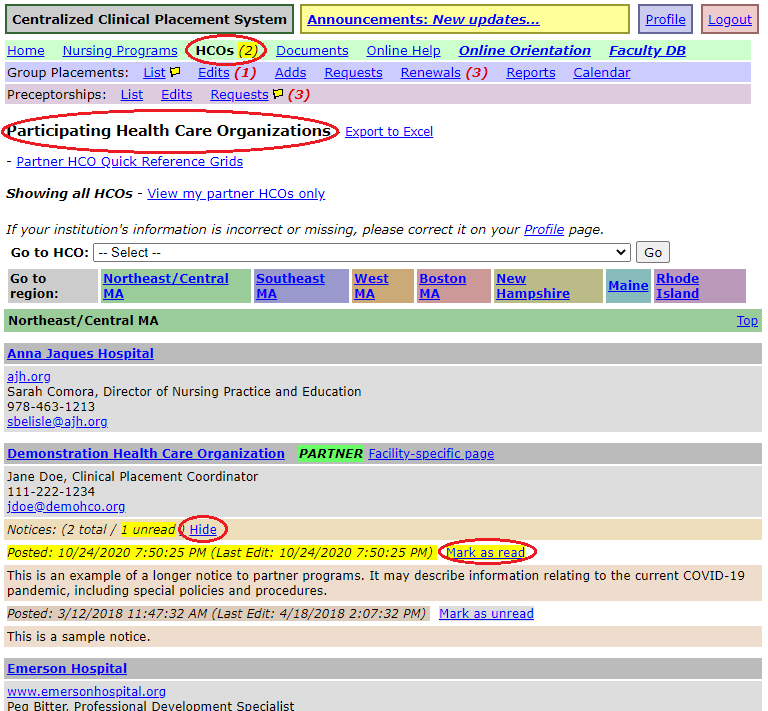 Centralized Clinical Placement System Announcements: New updates... Profile Logout
Home Nursing Programs HCOs (2) Documents Online Help Online Orientation Faculty DB
Group Placements: List Edits (1) Adds Requests Renewals (3) Reports Calendar
Preceptorships: List Edits Requests (3)
Participating Health Care Organizations Export to Excel
- Partner HCO Quick Reference Grids
Showing all HCOs - View my partner HCOs only
If your institution's information is incorrect or missing, please correct it on your Profile page.
Go to HCO: -- Select -- Go
Go to region: Northeast/Central MA Southeast MA West MA Boston MA New Hampshire Maine Rhode Island
Northeast/Central MA Top
Anna Jaques Hospital
ajh.org
Sarah Comora, Director of Nursing Practice and Education
978-463-1213
sbelisle@ajh.org
Demonstration Health Care Organization PARTNER Facility-specific page
Jane Doe, Clinical Placement Coordinator
111-222-1234
jdoe@demohco.org
Notices: (2 total / 1 unread ) Hide
Posted: 10/24/2020 7:50:25 PM (Last Edit: 10/24/2020 7:50:25 PM) Mark as read
This is an example of a longer notice to partner programs. It may describe information relating to the current COVID-19
pandemic, including special policies and procedures.
Posted: 3/12/2018 11:47:32 AM (Last Edit: 4/18/2018 2:07:32 PM) Mark as unread
This is a sample notice.
Emerson Hospital
www.emersonhospital.org
Peg Bitter, Professional Development Specialist